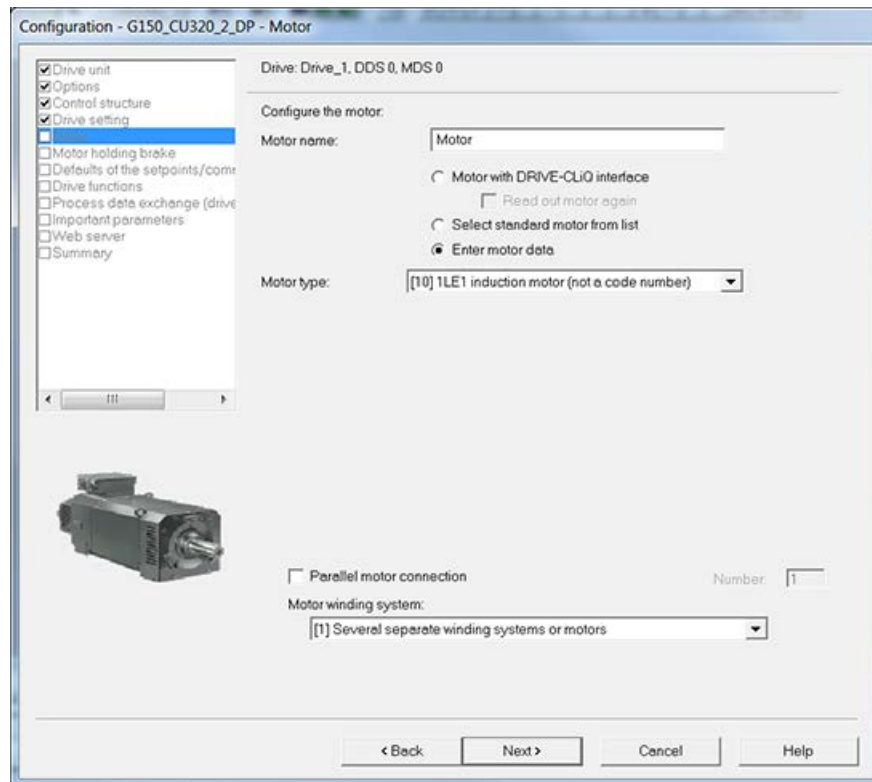 Configuration - G150_CU320_2_DP - Motor
Drive unit
Options
Control structure
Drive setting
Motor holding brake
Defaults of the setpoints/comm
Drive functions
Process data exchange (drive
Important parameters
Web server
Summary
Drive: Drive_1, DDS 0, MDS 0
Configure the motor:
Motor name:
Motor
Motor with DRIVE-CLiQ interface
Read out motor again
Select standard motor from list
Enter motor data
Motor type:
[10] 1LE1 induction motor (not a code number)
Parallel motor connection
Number:
1
Motor winding system:
[1] Several separate winding systems or motors
< Back
Next >
Cancel
Help